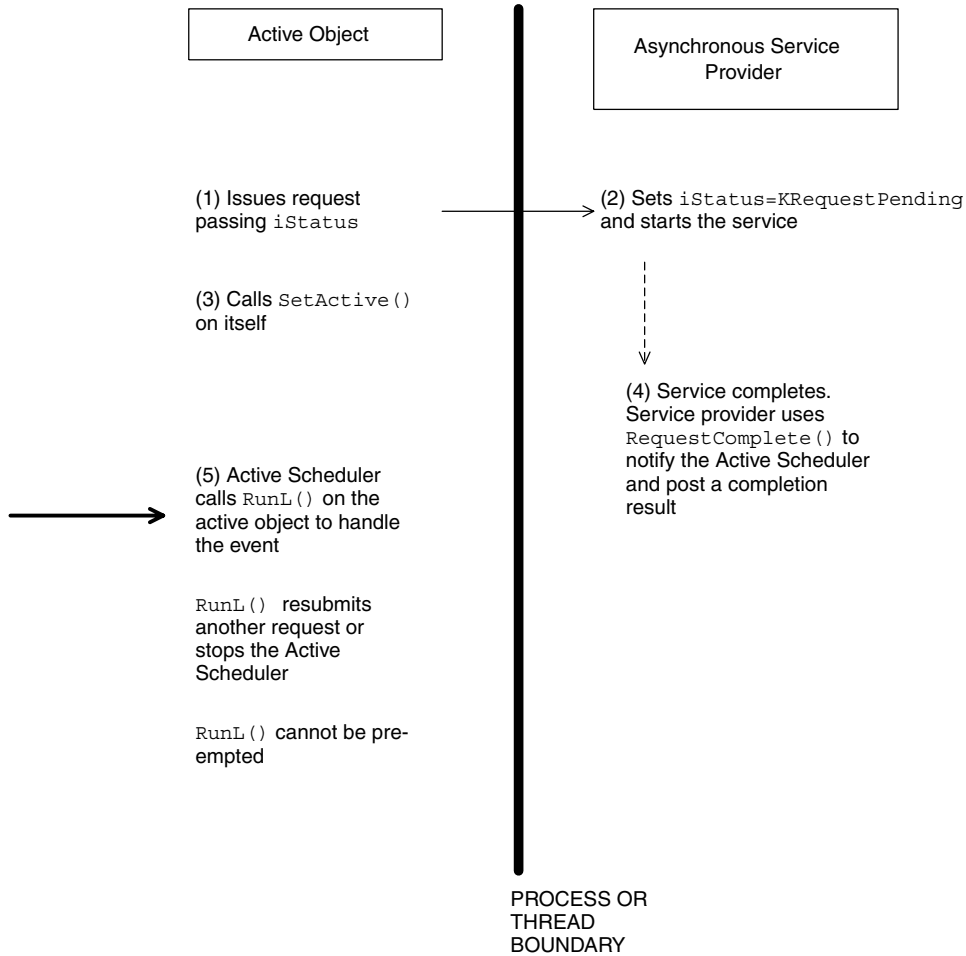 Active Object
Asynchronous Service
Provider
(1) Issues request
passing iStatus
(2) Sets iStatus=KRequestPending
and starts the service
(3) Calls SetActive()
on itself
(4) Service completes.
Service provider uses
RequestComplete() to
notify the Active Scheduler
and post a completion
result
(5) Active Scheduler
calls RunL() on the
active object to handle
the event
RunL() resubmits
another request or
stops the Active
Scheduler
RunL() cannot be pre-
empted
PROCESS OR
THREAD
BOUNDARY